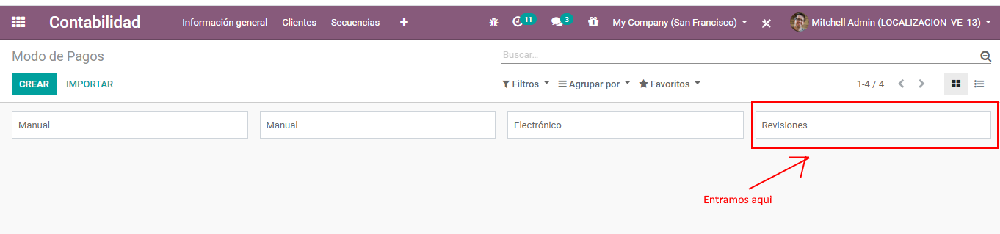 Contabilidad Información general Clientes Secuencias 11 3 My Company (San Francisco) Mitchell Admin (LOCALIZACION_VE_13)
Modo de Pagos Buscar...
CREAR IMPORTAR Filtros Agrupar por Favoritos 1-4 / 4
Manual Manual Electrónico Revisiones
Entramos aqui